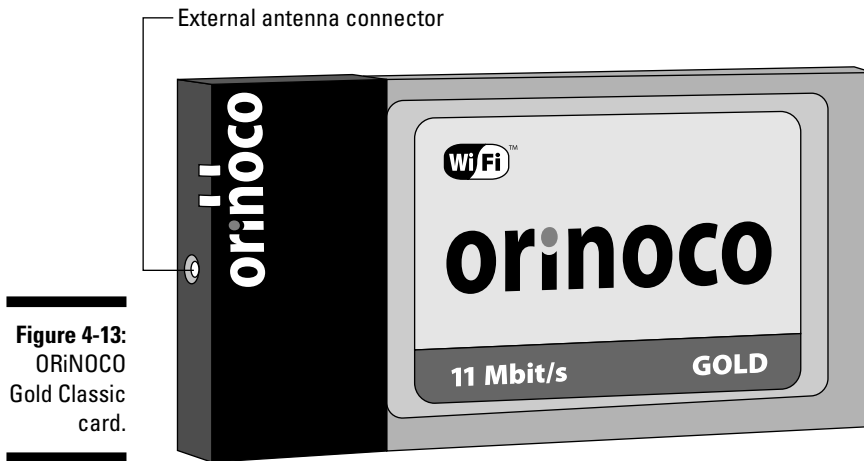 External antenna connector
orinoco
WiFi™
orinoco
11 Mbit/s GOLD
Figure 4-13:
ORiNOCO
Gold Classic
card.